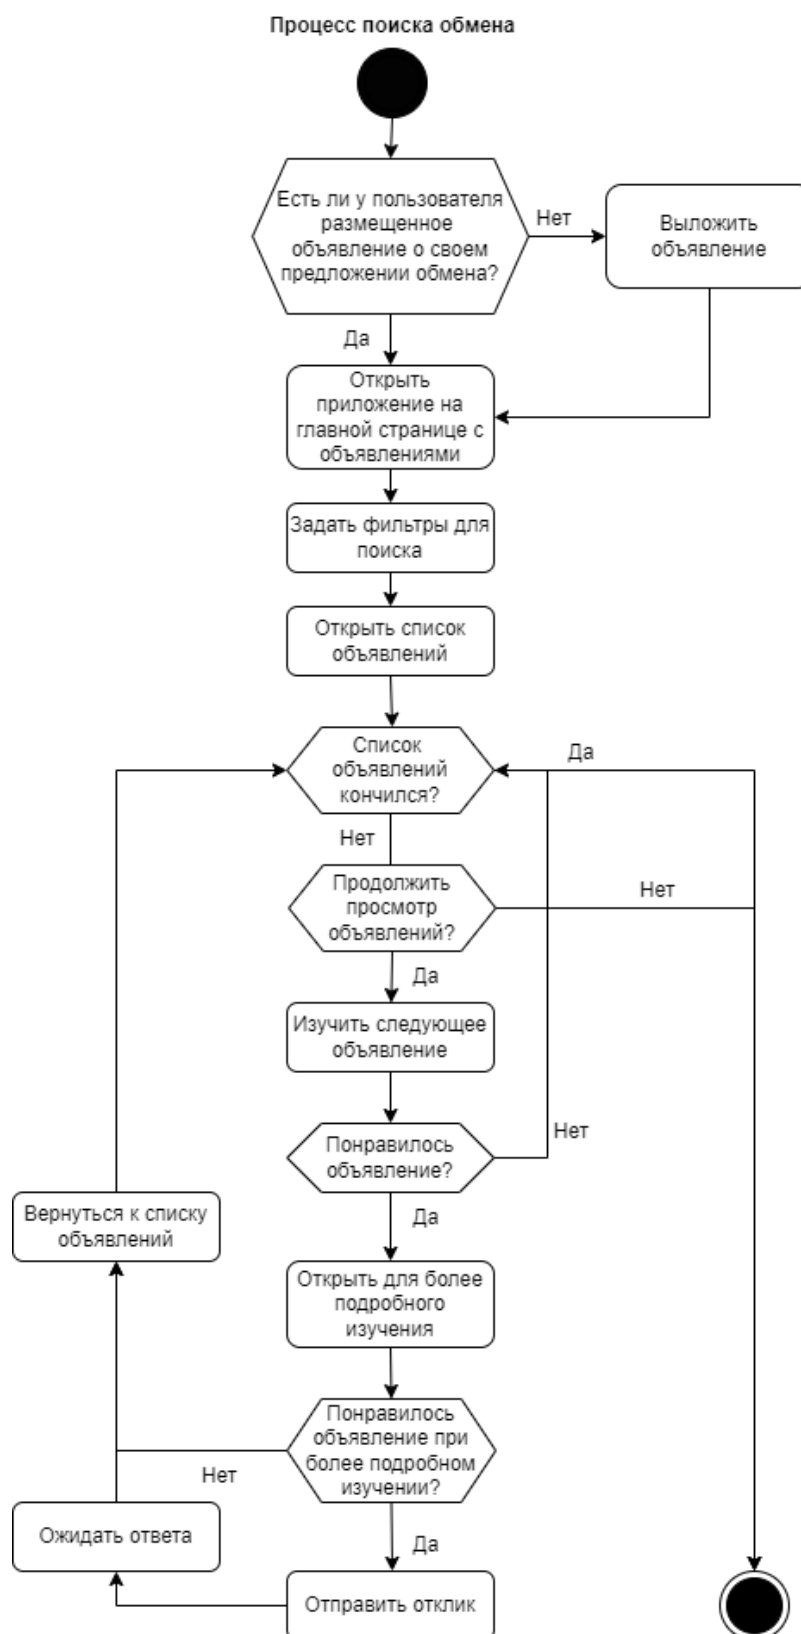 Процесс поиска обмена
Есть ли у пользователя
размещенное
объявление о своем
предложении обмена?
Нет
Выложить
объявление
Да
Открыть
приложение на
главной странице с
объявлениями
Задать фильтры для
поиска
Открыть список
объявлений
Список
объявлений
кончился?
Да
Нет
Продолжить
просмотр
объявлений?
Нет
Да
Изучить следующее
объявление
Понравилось
объявление?
Нет
Да
Вернуться к списку
объявлений
Открыть для более
подробного
изучения
Понравилось
объявление при
более подробном
изучении?
Нет
Да
Ожидать ответа
Отправить отклик